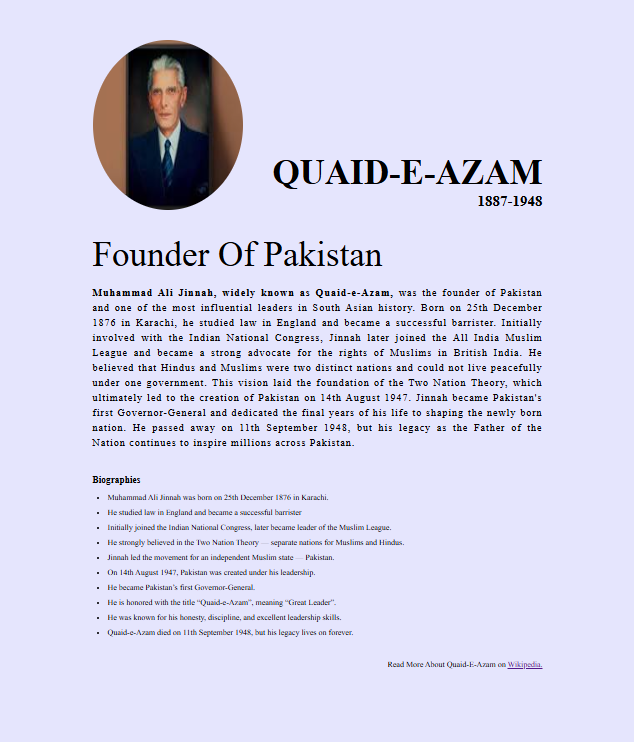 QUAID-E-AZAM
1887-1948
Founder Of Pakistan
Muhammad Ali Jinnah, widely known as Quaid-e-Azam, was the founder of Pakistan
and one of the most influential leaders in South Asian history. Born on 25th December
1876 in Karachi, he studied law in England and became a successful barrister. Initially
involved with the Indian National Congress, Jinnah later joined the All India Muslim
League and became a strong advocate for the rights of Muslims in British India. He
believed that Hindus and Muslims were two distinct nations and could not live peacefully
under one government. This vision laid the foundation of the Two Nation Theory, which
ultimately led to the creation of Pakistan on 14th August 1947. Jinnah became Pakistan's
first Governor-General and dedicated the final years of his life to shaping the newly born
nation. He passed away on 11th September 1948, but his legacy as the Father of the
Nation continues to inspire millions across Pakistan.
Biographies
• Muhammad Ali Jinnah was born on 25th December 1876 in Karachi.
• He studied law in England and became a successful barrister
• Initially joined the Indian National Congress, later became leader of the Muslim League.
• He strongly believed in the Two Nation Theory — separate nations for Muslims and Hindus.
• Jinnah led the movement for an independent Muslim state — Pakistan.
• On 14th August 1947, Pakistan was created under his leadership.
• He became Pakistan's first Governor-General.
• He is honored with the title “Quaid-e-Azam”, meaning “Great Leader”.
• He was known for his honesty, discipline, and excellent leadership skills.
• Quaid-e-Azam died on 11th September 1948, but his legacy lives on forever.
Read More About Quaid-E-Azam on Wikipedia.